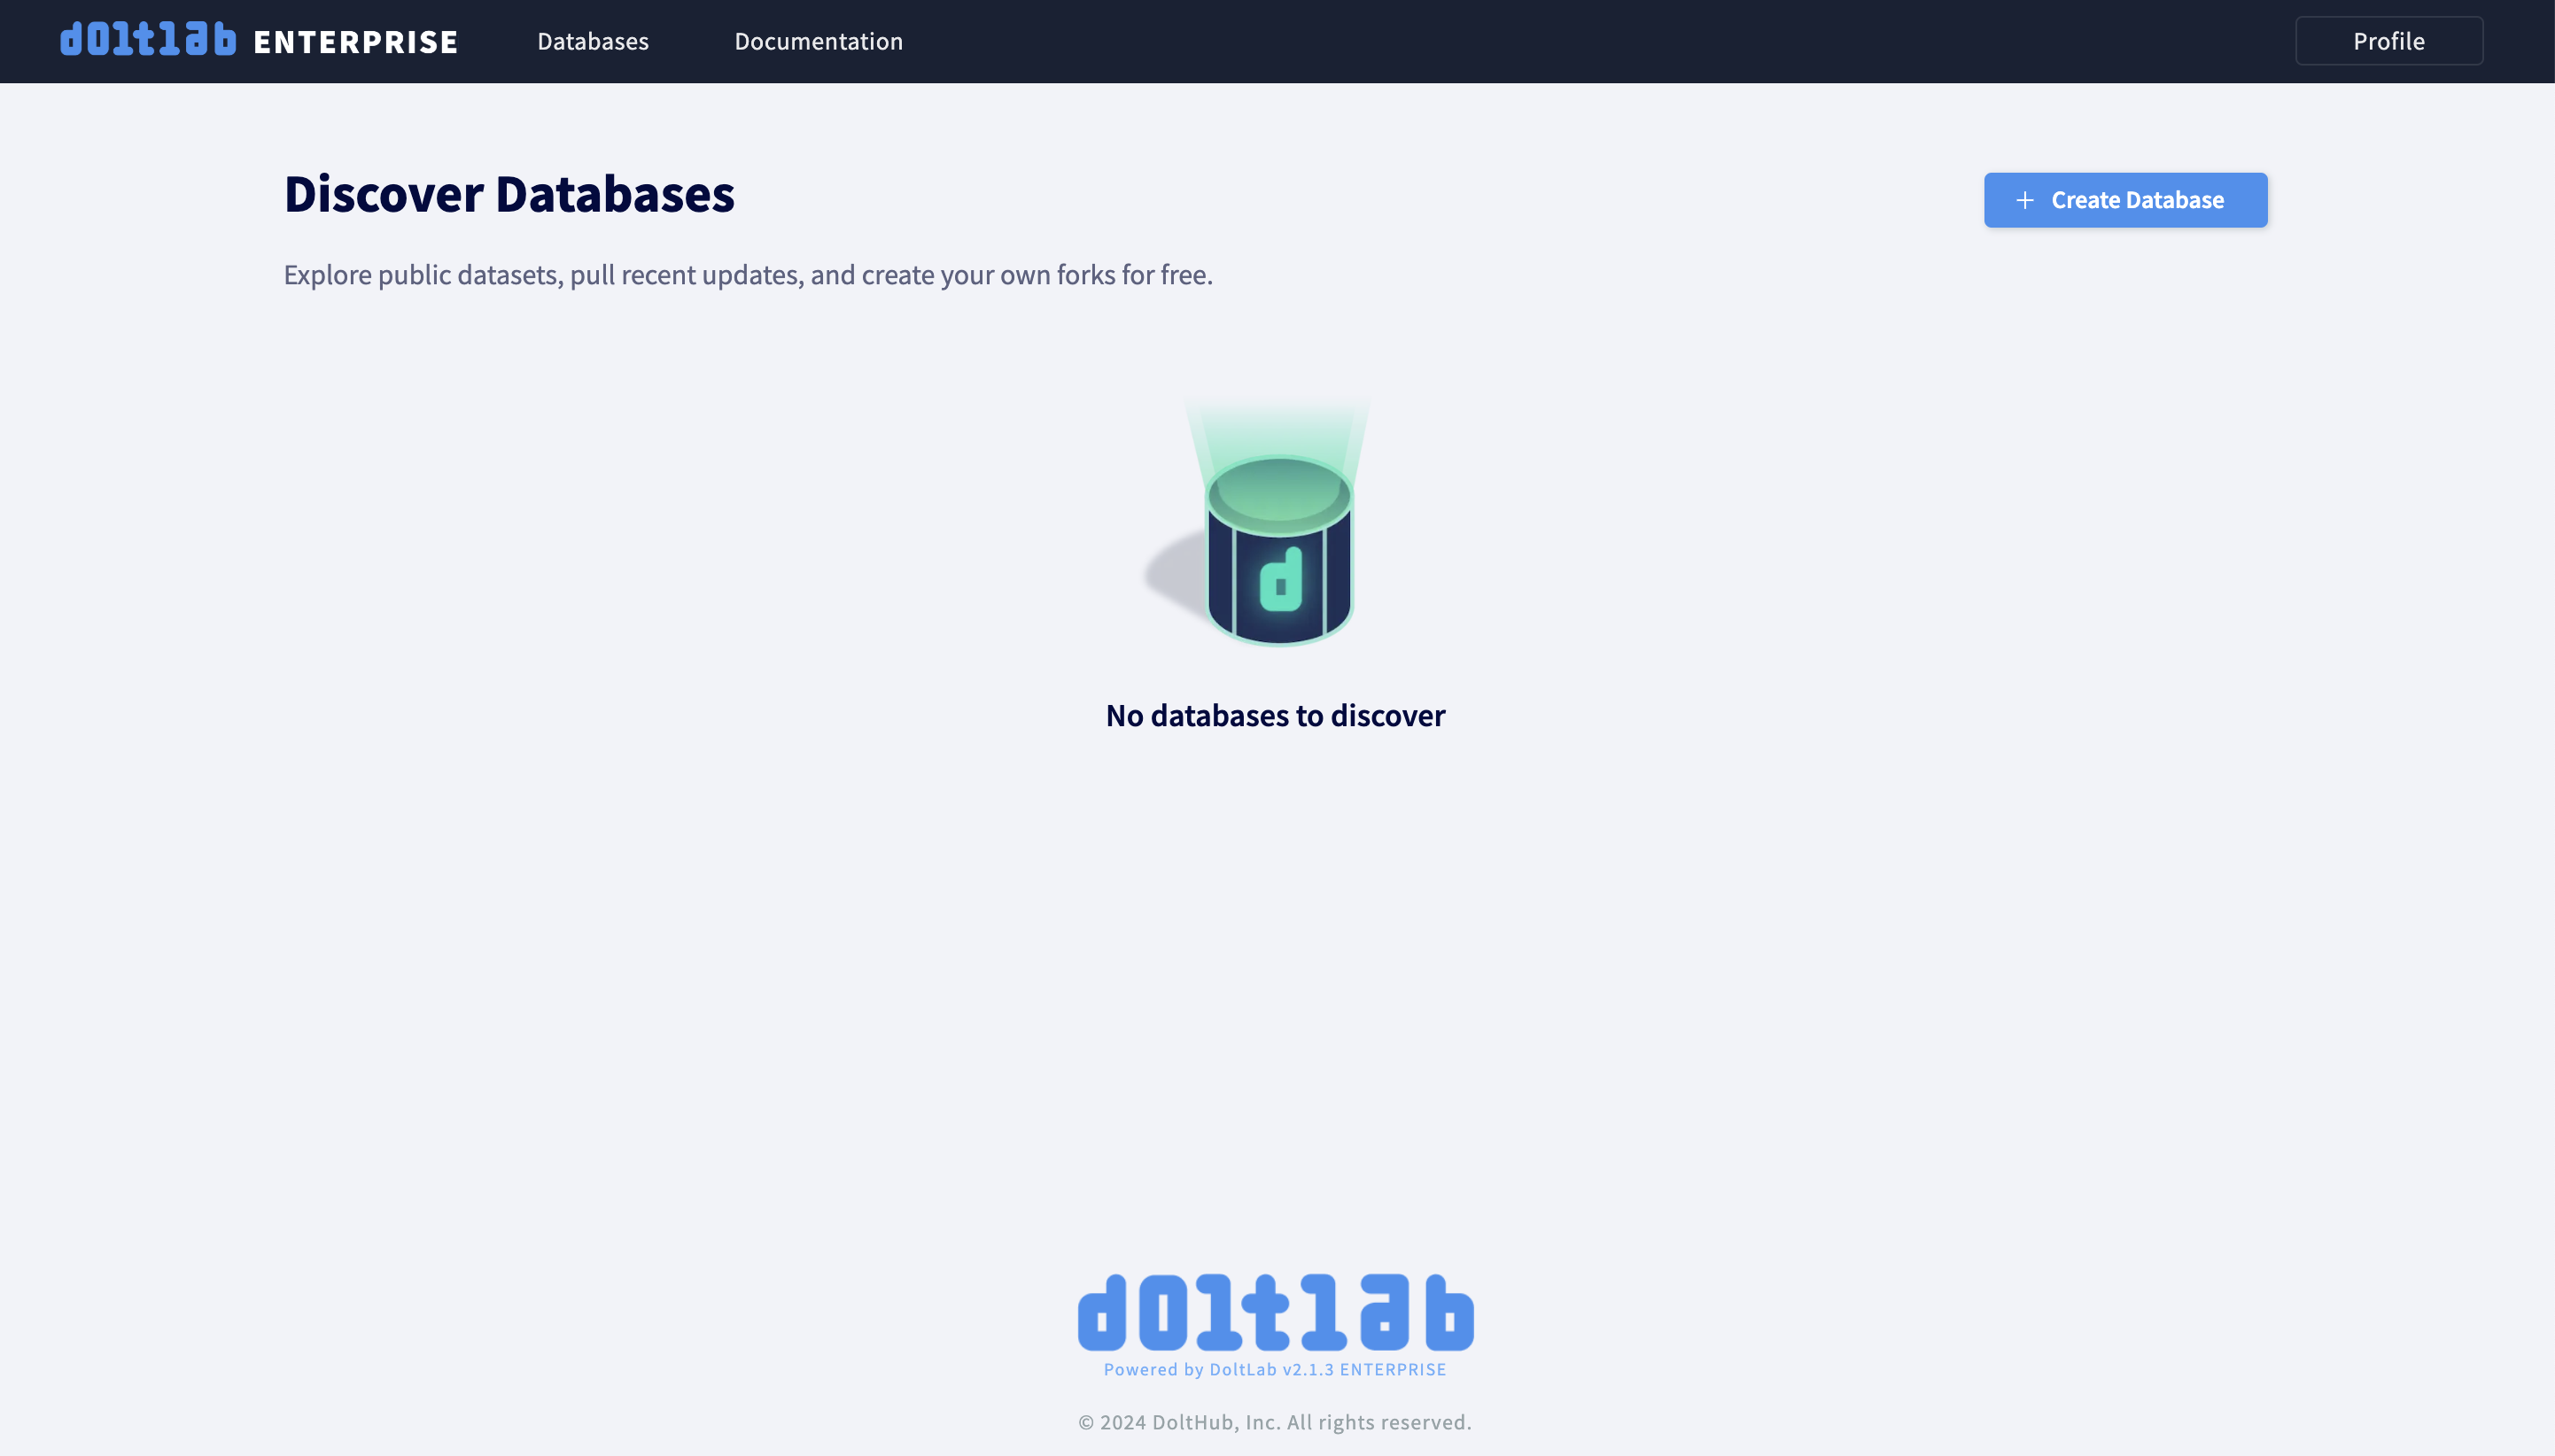 doltlab ENTERPRISE Databases Documentation Profile
Discover Databases
+ Create Database
Explore public datasets, pull recent updates, and create your own forks for free.
d
No databases to discover
doltlab
Powered by DoltLab v2.1.3 ENTERPRISE
© 2024 DoltHub, Inc. All rights reserved.